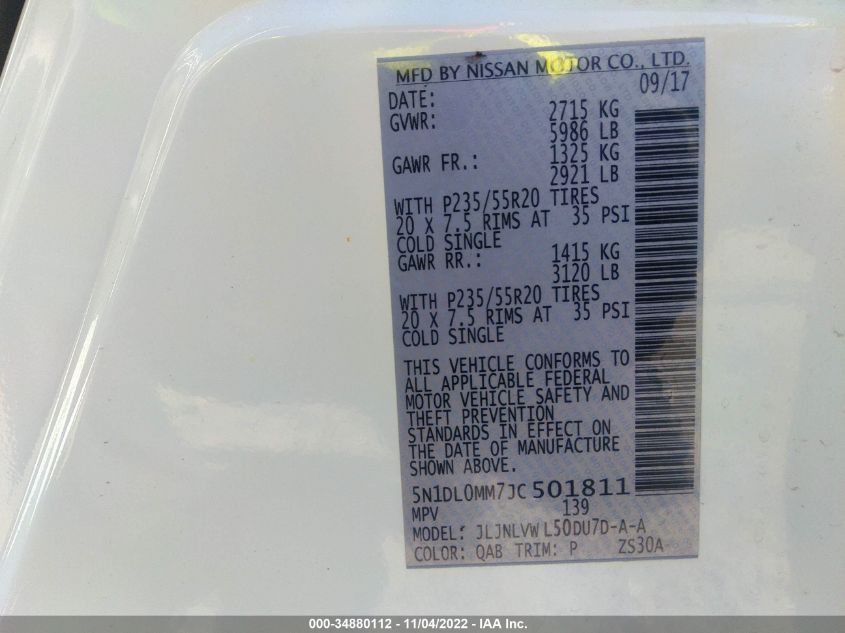 MFD BY NISSAN MOTOR CO., LTD.
DATE: 09/17
GVWR: 2715 KG
5986 LB
GAWR FR.: 1325 KG
2921 LB
WITH P235/55R20 TIRES
20 X 7.5 RIMS AT 35 PSI
COLD SINGLE
GAWR RR.: 1415 KG
3120 LB
WITH P235/55R20 TIRES
20 X 7.5 RIMS AT 35 PSI
COLD SINGLE
THIS VEHICLE CONFORMS TO
ALL APPLICABLE FEDERAL
MOTOR VEHICLE SAFETY AND
THEFT PREVENTION
STANDARDS IN EFFECT ON
THE DATE OF MANUFACTURE
SHOWN ABOVE.
5N1DL0MM7JC501811
MPV 139
MODEL: JLJNLVWL50DU7D-A-A
COLOR: QAB TRIM: P ZS30A
000-34880112 - 11/04/2022 - IAA Inc.